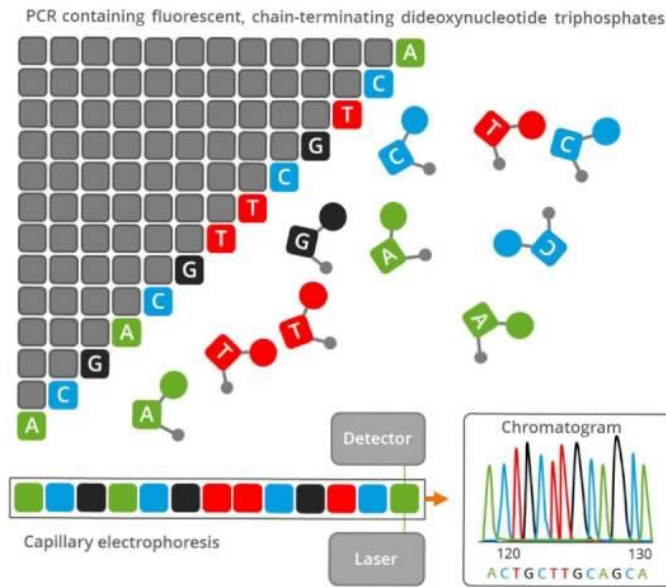 PCR containing fluorescent, chain-terminating dideoxynucleotide triphosphates
A
C
T
G
C
T
T
G
C
A
G
C
A
C
T
C
G
A
C
A
T
T
A
Detector
Laser
Capillary electrophoresis
Chromatogram
120 130
ACTGCTTGCAGCA